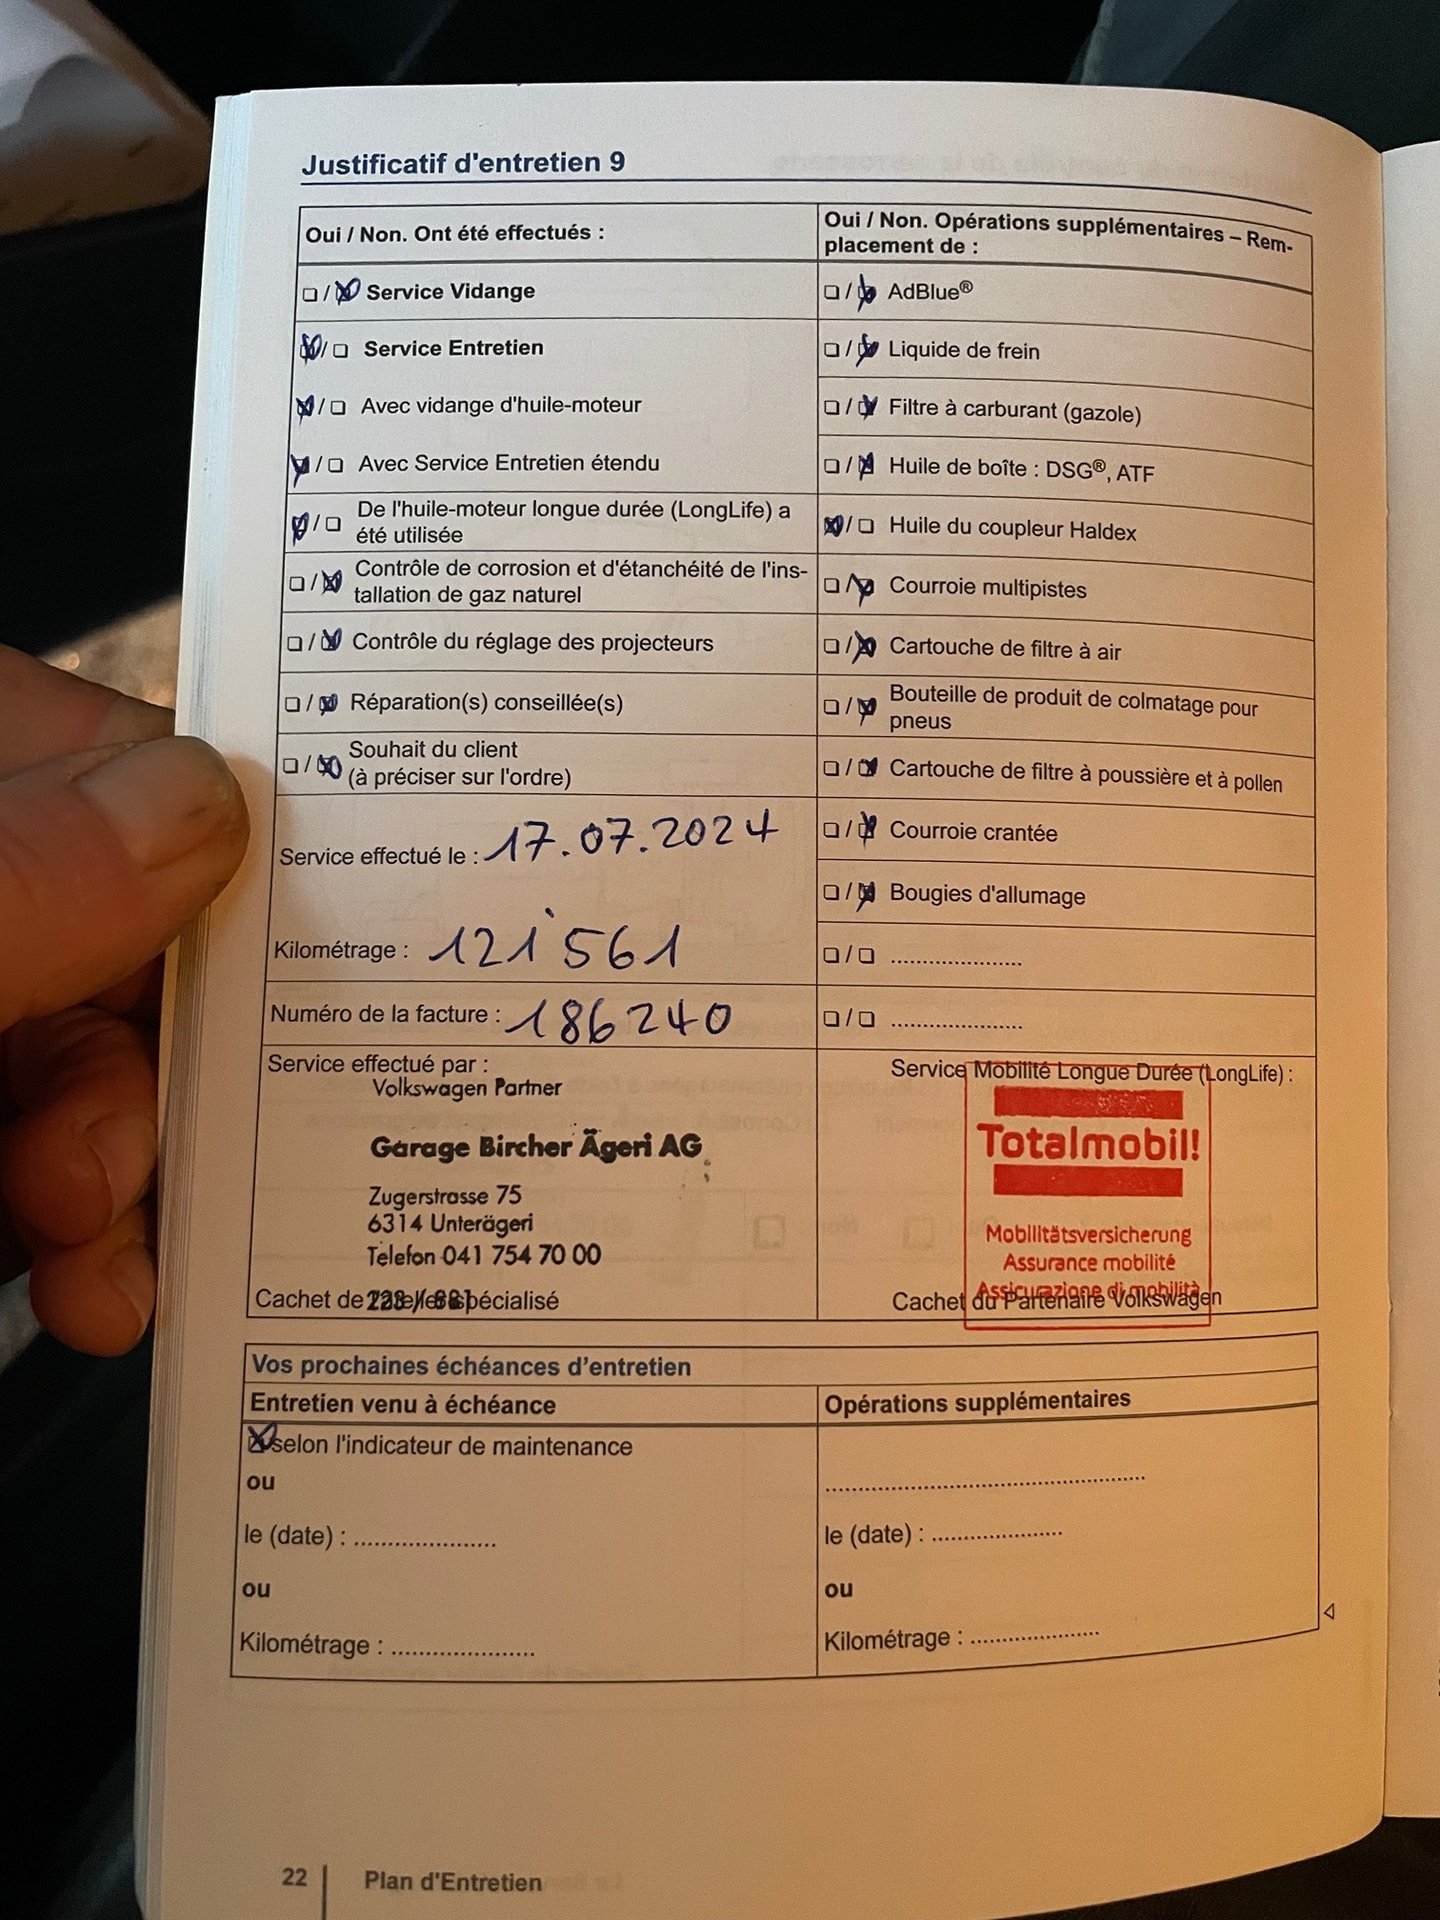 Justificatif d'entretien 9
Oui / Non. Ont été effectués :
❏ / ❏ Service Vidange
❏ / ❏ Service Entretien
❏ / ❏ Avec vidange d'huile-moteur
❏ / ❏ Avec Service Entretien étendu
❏ / ❏ De l'huile-moteur longue durée (LongLife) a
été utilisée
❏ / ❏ Contrôle de corrosion et d'étanchéité de l'ins-
tallation de gaz naturel
❏ / ❏ Contrôle du réglage des projecteurs
❏ / ❏ Réparation(s) conseillée(s)
❏ / ❏ Souhait du client
(à préciser sur l'ordre)
Service effectué le : 17.07.2024
Kilométrage : 121'561
Numéro de la facture : 186240
Service effectué par :
Volkswagen Partner
Garage Bircher Ägeri AG
Zugerstrasse 75
6314 Unterägeri
Telefon 041 754 70 00
Cachet de l'atelier spécialisé
Oui / Non. Opérations supplémentaires – Rem-
placement de :
❏ / ❏ AdBlue®
❏ / ❏ Liquide de frein
❏ / ❏ Filtre à carburant (gazole)
❏ / ❏ Huile de boîte : DSG®, ATF
❏ / ❏ Huile du coupleur Haldex
❏ / ❏ Courroie multipistes
❏ / ❏ Cartouche de filtre à air
❏ / ❏ Bouteille de produit de colmatage pour
pneus
❏ / ❏ Cartouche de filtre à poussière et à pollen
❏ / ❏ Courroie crantée
❏ / ❏ Bougies d'allumage
❏ / ❏ ......................
❏ / ❏ ......................
Service Mobilité Longue Durée (LongLife) :
Totalmobil!
Mobilitätsversicherung
Assurance mobilité
Assicurazione di mobilità
Cachet du Partenaire Volkswagen
Vos prochaines échéances d'entretien
Entretien venu à échéance
❏ selon l'indicateur de maintenance
ou
le (date) : ......................
ou
Kilométrage : ......................
Opérations supplémentaires
..................................................
le (date) : ....................
ou
Kilométrage : ....................
22
Plan d'Entretien